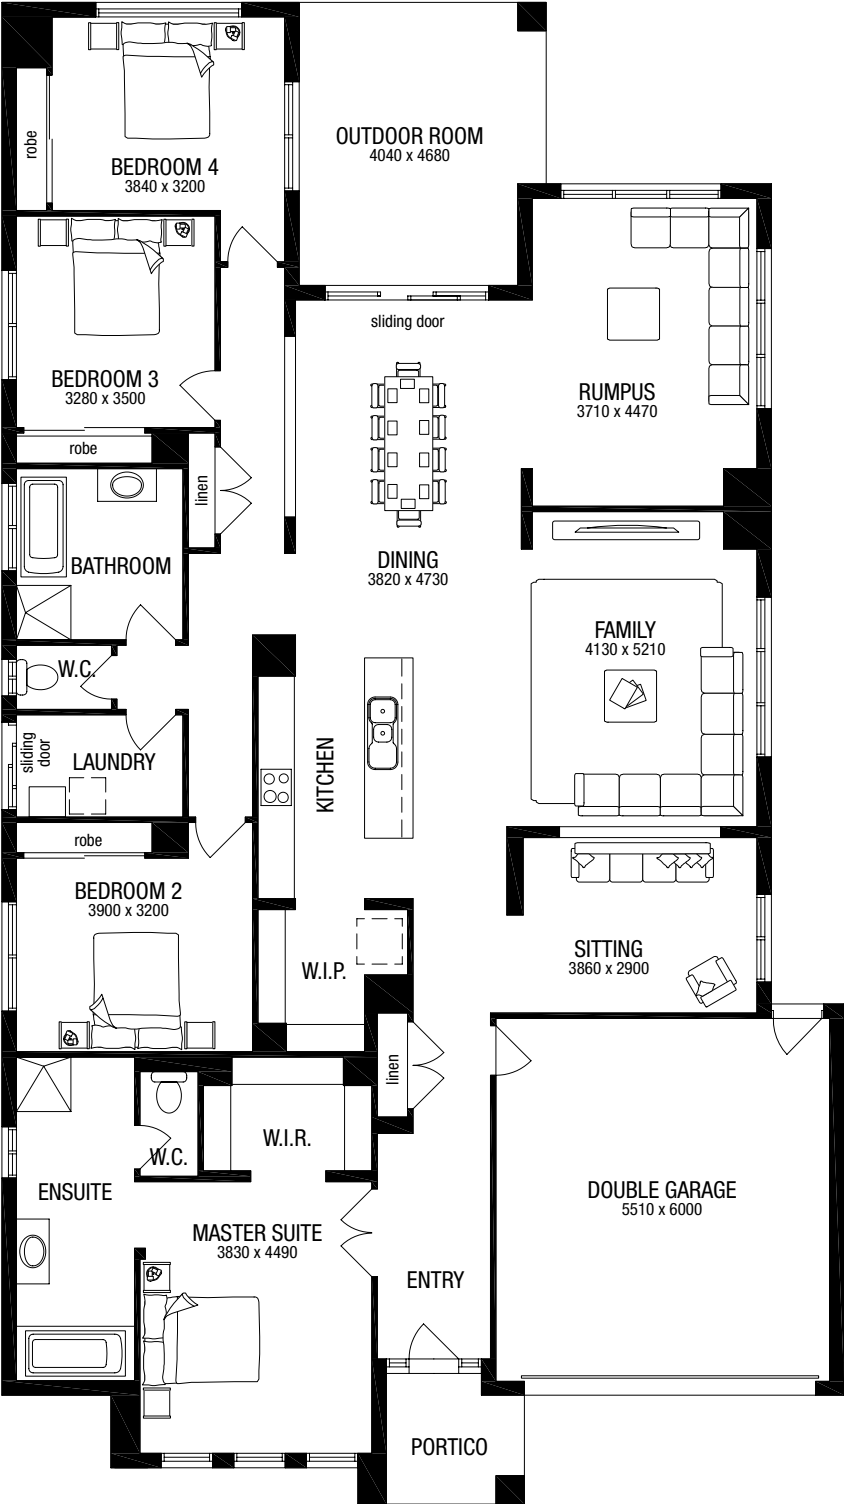 OUTDOOR ROOM
4040 x 4680
robe
BEDROOM 4
3840 x 3200
sliding door
BEDROOM 3
3280 x 3500
RUMPUS
3710 x 4470
robe
linen
BATHROOM
DINING
3820 x 4730
FAMILY
4130 x 5210
W.C.
sliding
door
LAUNDRY
KITCHEN
robe
BEDROOM 2
3900 x 3200
W.I.P.
SITTING
3860 x 2900
linen
W.I.R.
W.C.
ENSUITE
DOUBLE GARAGE
5510 x 6000
MASTER SUITE
3830 x 4490
ENTRY
PORTICO